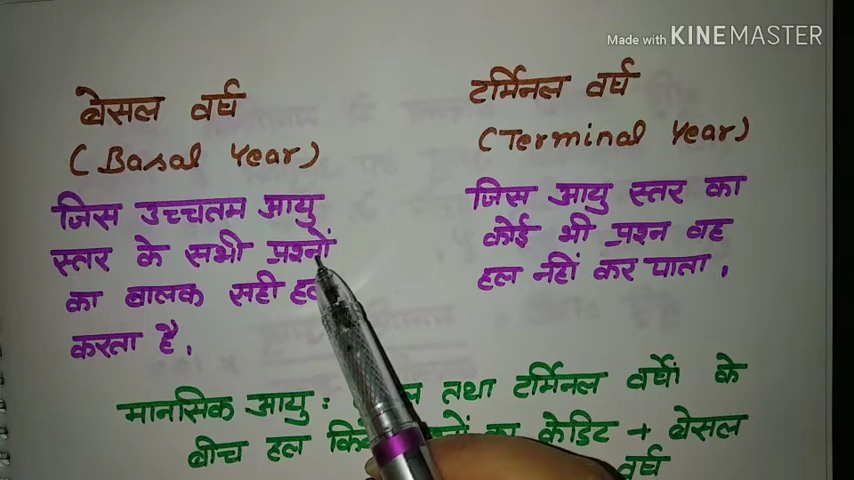 Made with KINEMASTER
बेसल वर्ष
(Basal Year)
जिस उच्चतम आयु
स्तर के सभी प्रश्नों
का बालक सही
करता है.
टर्मिनल वर्ष
(Terminal Year)
जिस आयु स्तर का
कोई भी प्रश्न वह
हल नहीं कर पाता.
मानसिक आयु : तथा टर्मिनल वर्षों के
बीच हल का क्रेडिट + बेसल
वर्ष